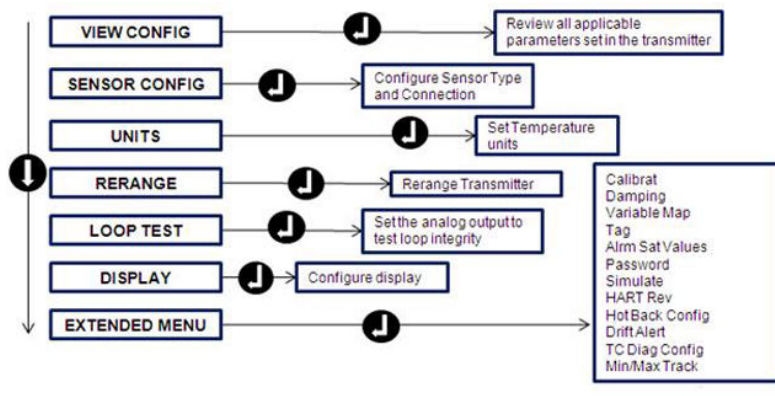 VIEW CONFIG
Review all applicable
parameters set in the transmitter
SENSOR CONFIG
Configure Sensor Type
and Connection
UNITS
Set Temperature
units
RERANGE
Rerange Transmitter
LOOP TEST
Set the analog output to
test loop integrity
DISPLAY
Configure display
EXTENDED MENU
Calibrat
Damping
Variable Map
Tag
Alrm Sat Values
Password
Simulate
HART Rev
Hot Back Config
Drift Alert
TC Diag Config
Min/Max Track